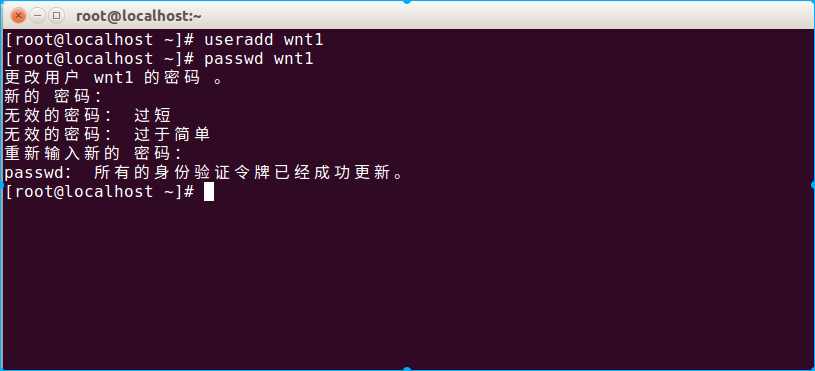 root@localhost:~
[root@localhost ~]# useradd wnt1
[root@localhost ~]# passwd wnt1
更改用户 wnt1 的密码 。
新的 密码：
无效的密码： 过短
无效的密码： 过于简单
重新输入新的 密码：
passwd： 所有的身份验证令牌已经成功更新。
[root@localhost ~]#